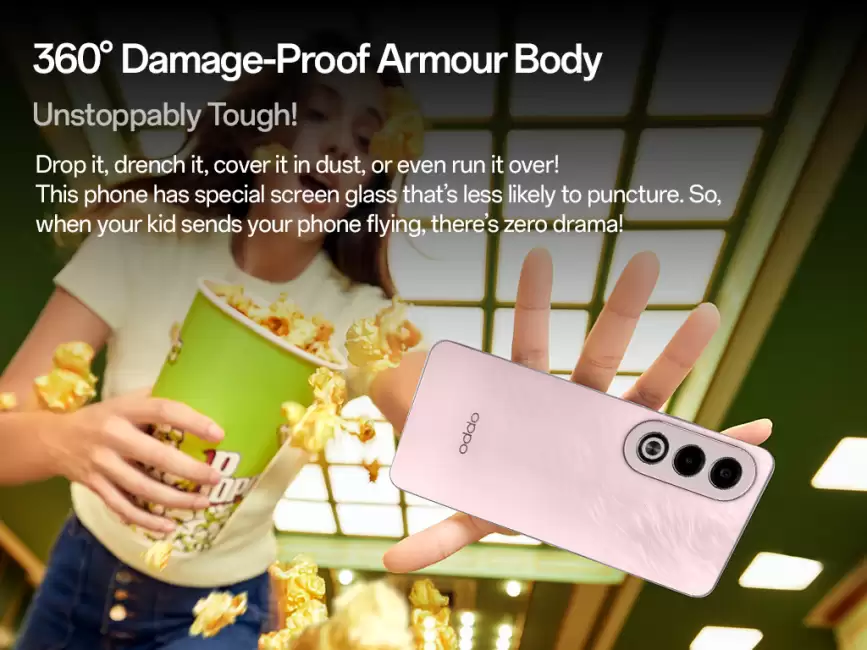 360° Damage-Proof Armour Body
Unstoppably Tough!
Drop it, drench it, cover it in dust, or even run it over!
This phone has special screen glass that's less likely to puncture. So,
when your kid sends your phone flying, there's zero drama!
oppo